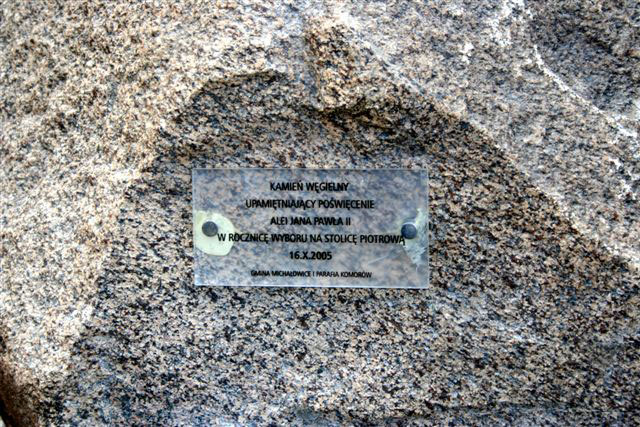 KAMIEŃ WĘGIELNY
UPAMIĘTNIAJĄCY POŚWIĘCENIE
ALEI JANA PAWŁA II
W ROCZNICĘ WYBORU NA STOLICĘ PIOTROWĄ
16.X.2005
GMINA MICHAŁOWICE I PARAFIA KOMORÓW